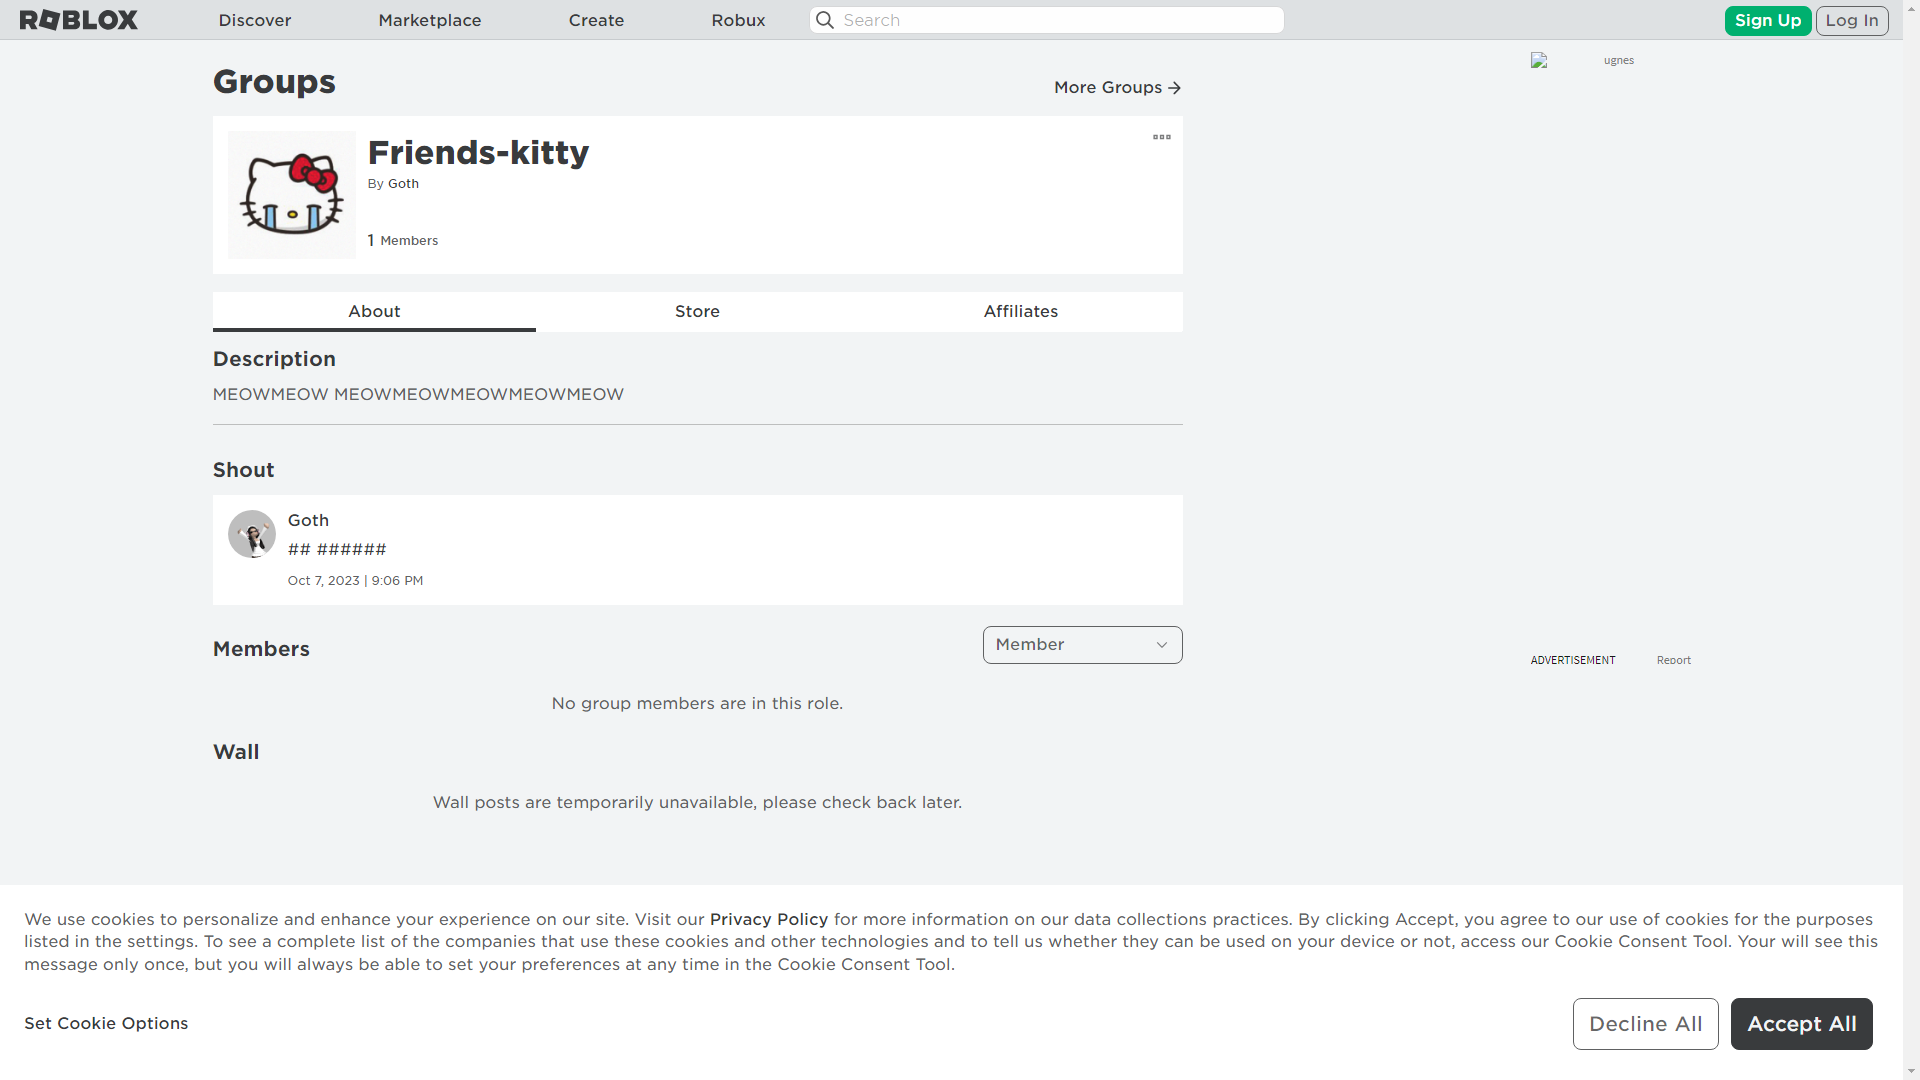 ROBLOX Discover Marketplace Create Robux Search Sign Up Log In
ugnes
Groups
More Groups
Friends-kitty
By Goth
1 Members
About Store Affiliates
Description
MEOWMEOW MEOWMEOWMEOWMEOWMEOW
Shout
Goth
## ######
Oct 7, 2023 | 9:06 PM
Members
Member
ADVERTISEMENT Report
No group members are in this role.
Wall
Wall posts are temporarily unavailable, please check back later.
We use cookies to personalize and enhance your experience on our site. Visit our Privacy Policy for more information on our data collections practices. By clicking Accept, you agree to our use of cookies for the purposes
listed in the settings. To see a complete list of the companies that use these cookies and other technologies and to tell us whether they can be used on your device or not, access our Cookie Consent Tool. Your will see this
message only once, but you will always be able to set your preferences at any time in the Cookie Consent Tool.
Set Cookie Options
Decline All
Accept All